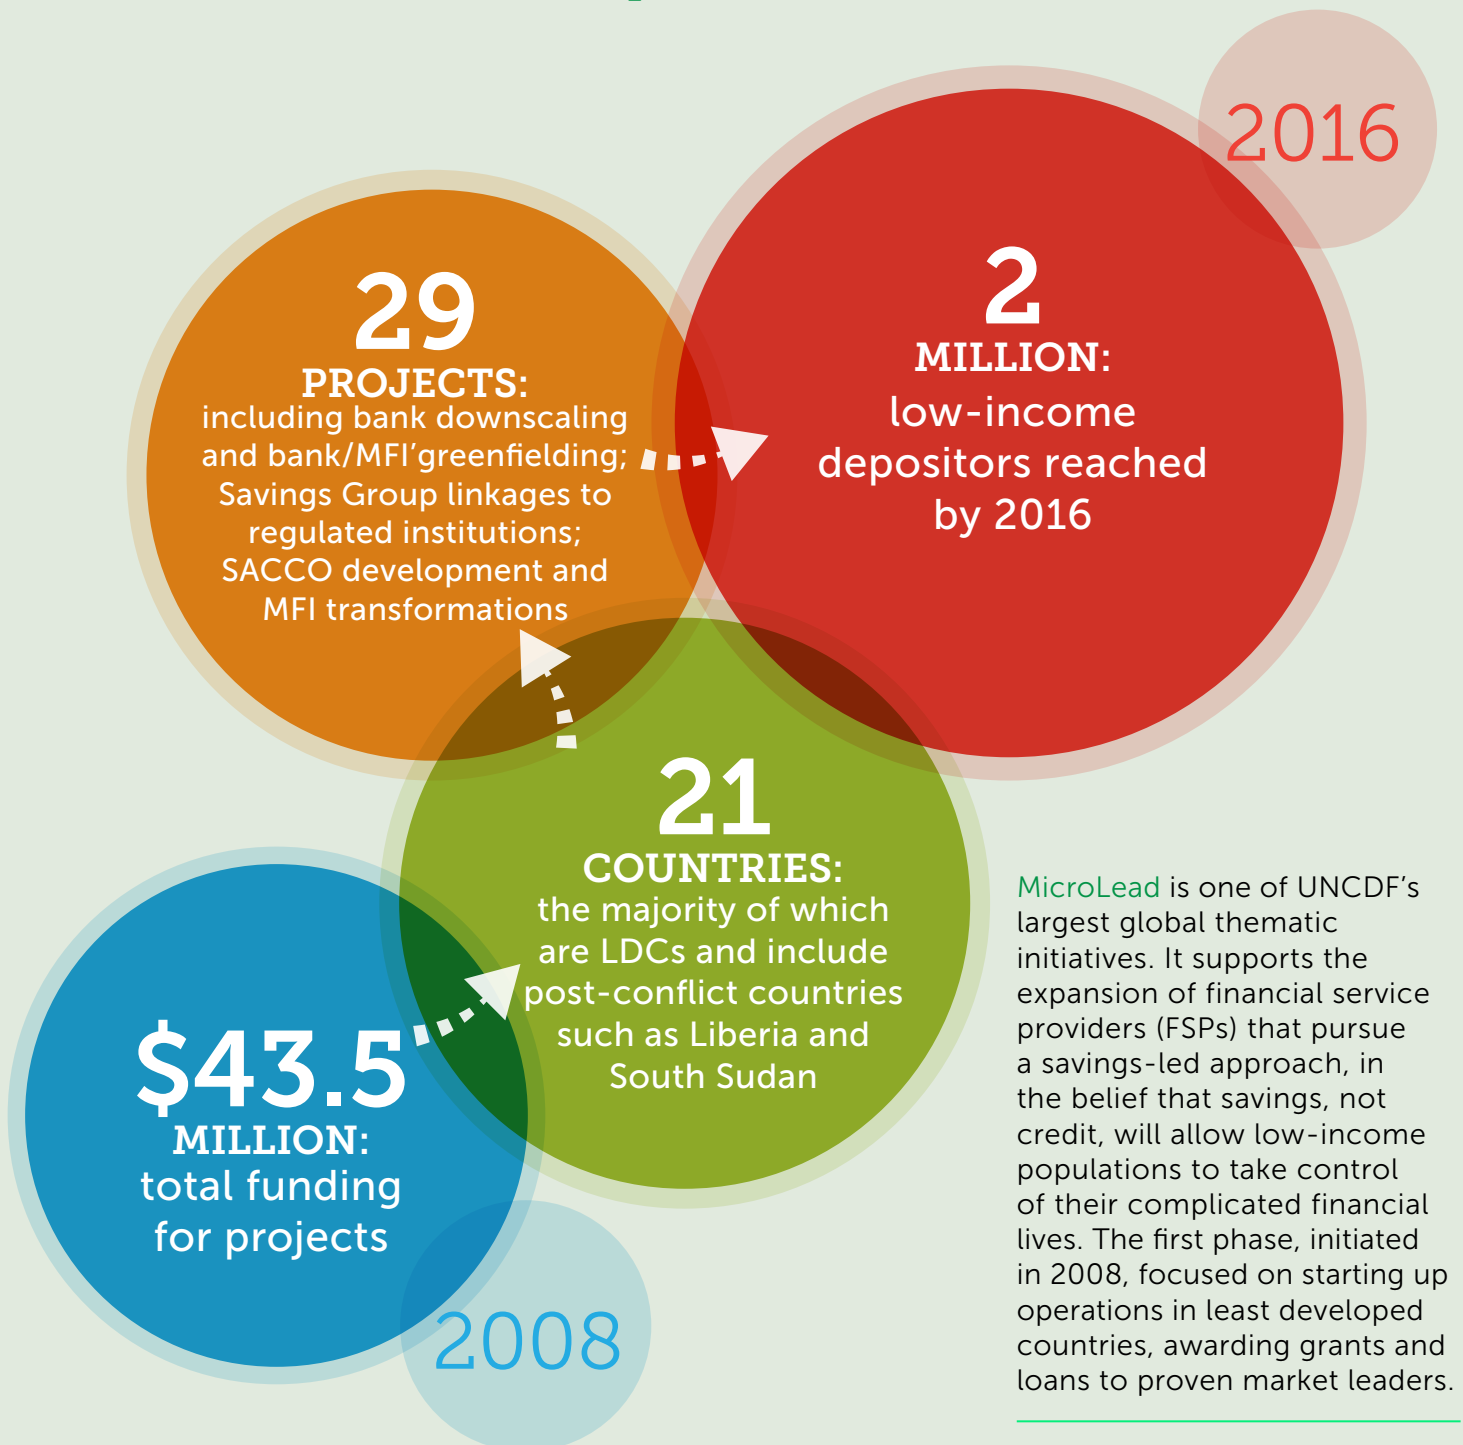 2016
29
PROJECTS:
including bank downscaling
and bank/MFI'greenfielding;
Savings Group linkages to
regulated institutions;
SACCO development and
MFI transformations
2
MILLION:
low-income
depositors reached
by 2016
21
COUNTRIES:
the majority of which
are LDCs and include
post-conflict countries
such as Liberia and
South Sudan
$43.5
MILLION:
total funding
for projects
2008
MicroLead is one of UNCDF's
largest global thematic
initiatives. It supports the
expansion of financial service
providers (FSPs) that pursue
a savings-led approach, in
the belief that savings, not
credit, will allow low-income
populations to take control
of their complicated financial
lives. The first phase, initiated
in 2008, focused on starting up
operations in least developed
countries, awarding grants and
loans to proven market leaders.